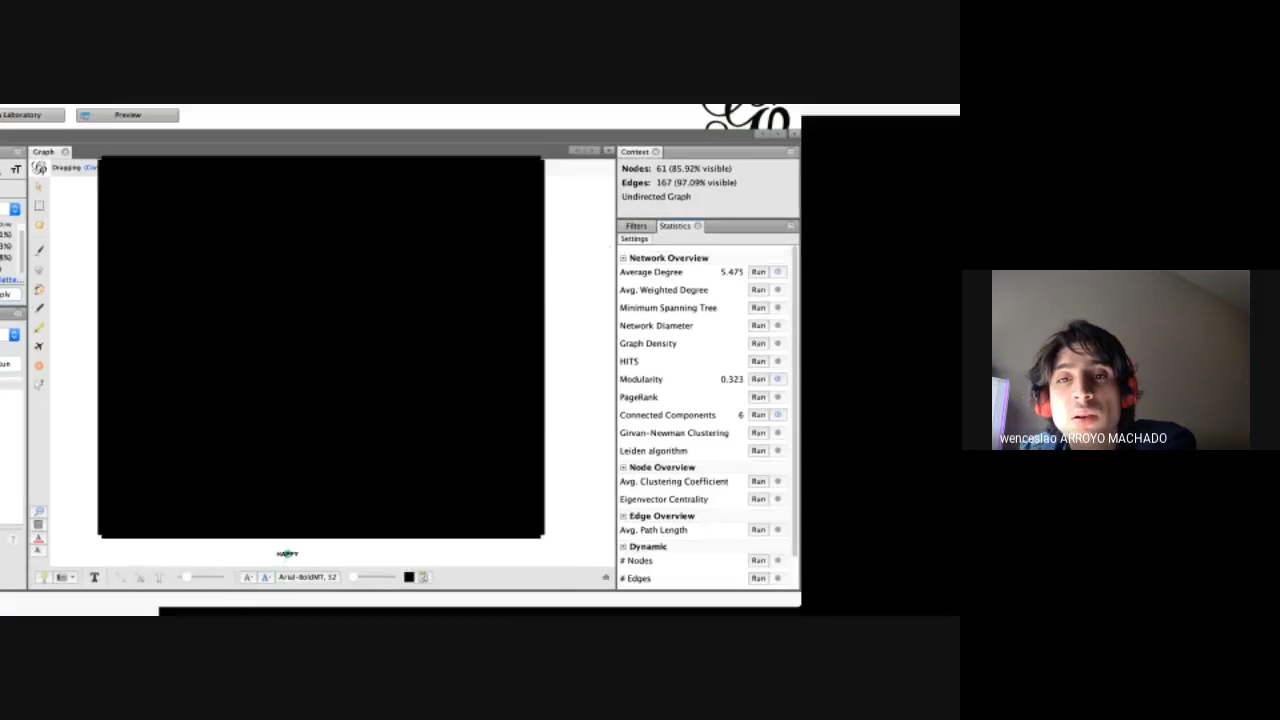 Laboratory
Preview
Graph
Dragging
Context
Nodes: 61 (85.92% visible)
Edges: 167 (97.09% visible)
Undirected Graph
Filters
Statistics
Settings
Network Overview
Average Degree 5.475 Run
Avg. Weighted Degree Run
Minimum Spanning Tree Run
Network Diameter Run
Graph Density Run
HITS Run
Modularity 0.323 Run
PageRank Run
Connected Components 6 Run
Girvan-Newman Clustering Run
Leiden algorithm Run
Node Overview
Avg. Clustering Coefficient Run
Eigenvector Centrality Run
Edge Overview
Avg. Path Length Run
Dynamic
# Nodes Run
# Edges Run
HAPPY
Arial-BoldMT, 32
wenceslao ARROYO MACHADO